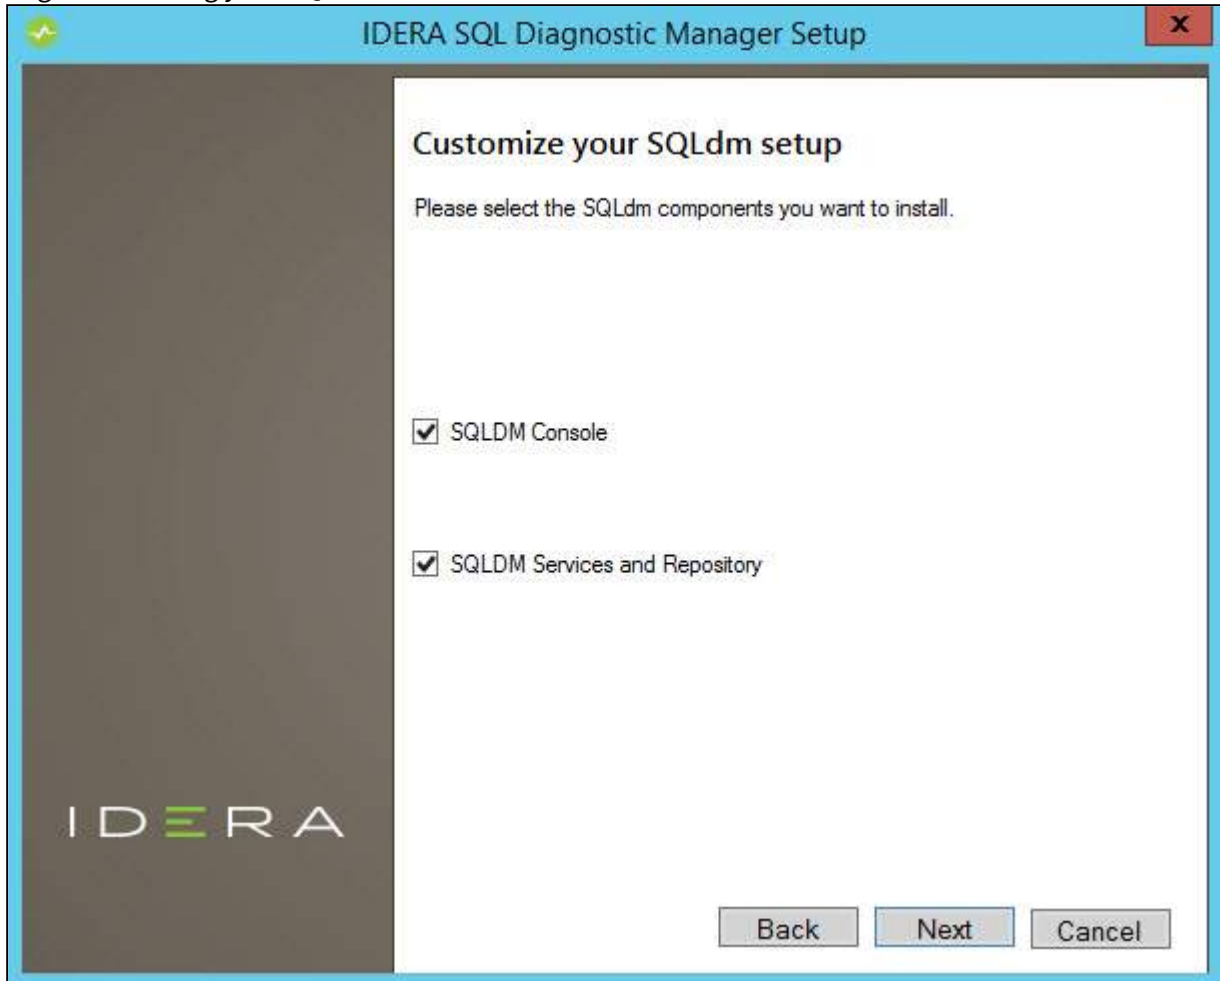 IDERA SQL Diagnostic Manager Setup
X
Customize your SQLdm setup
Please select the SQLdm components you want to install.
SQLDM Console
SQLDM Services and Repository
IDERA
Back Next Cancel